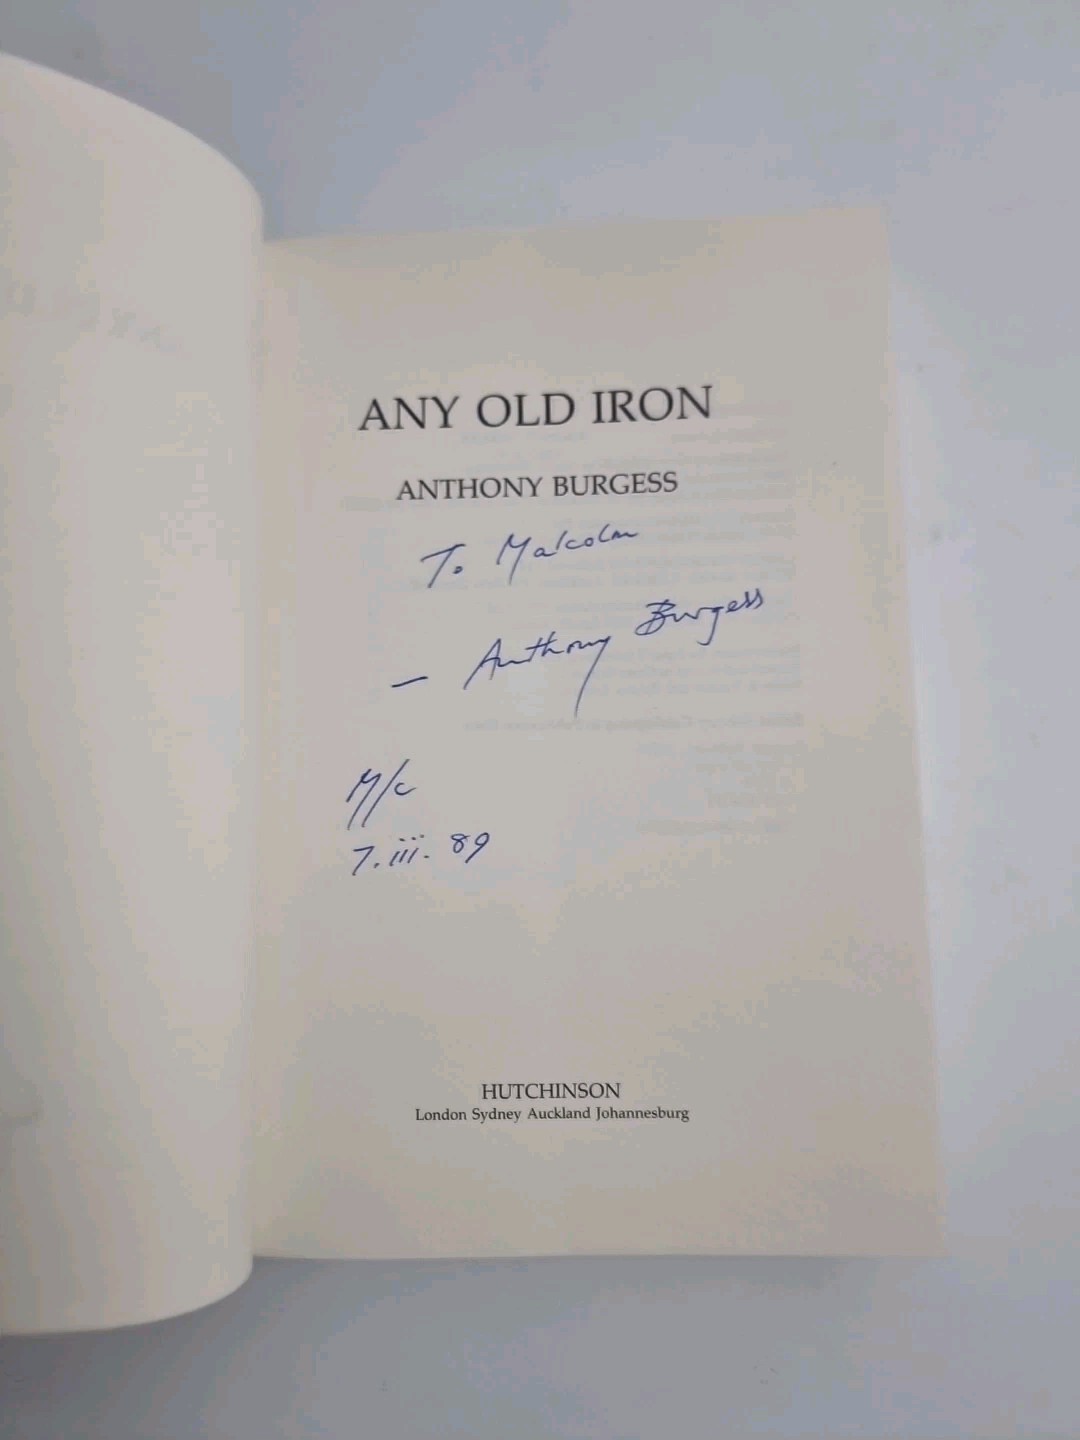 ANY OLD IRON
ANTHONY BURGESS
To Malcolm
— Anthony Burgess
M/c
7.iii.89
HUTCHINSON
London Sydney Auckland Johannesburg